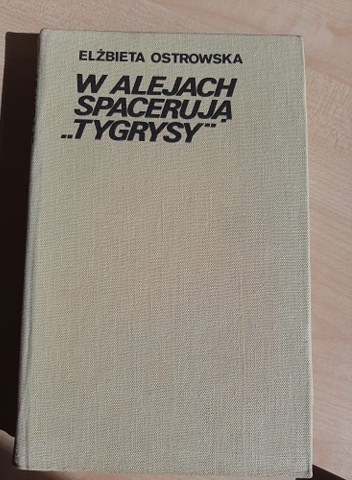 ELŻBIETA OSTROWSKA
W ALEJACH
SPACERUJĄ
„TYGRYSY”